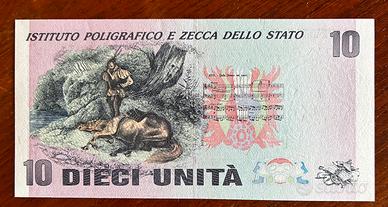 ISTITUTO POLIGRAFICO E ZECCA DELLO STATO
10
10 DIECI UNITÀ